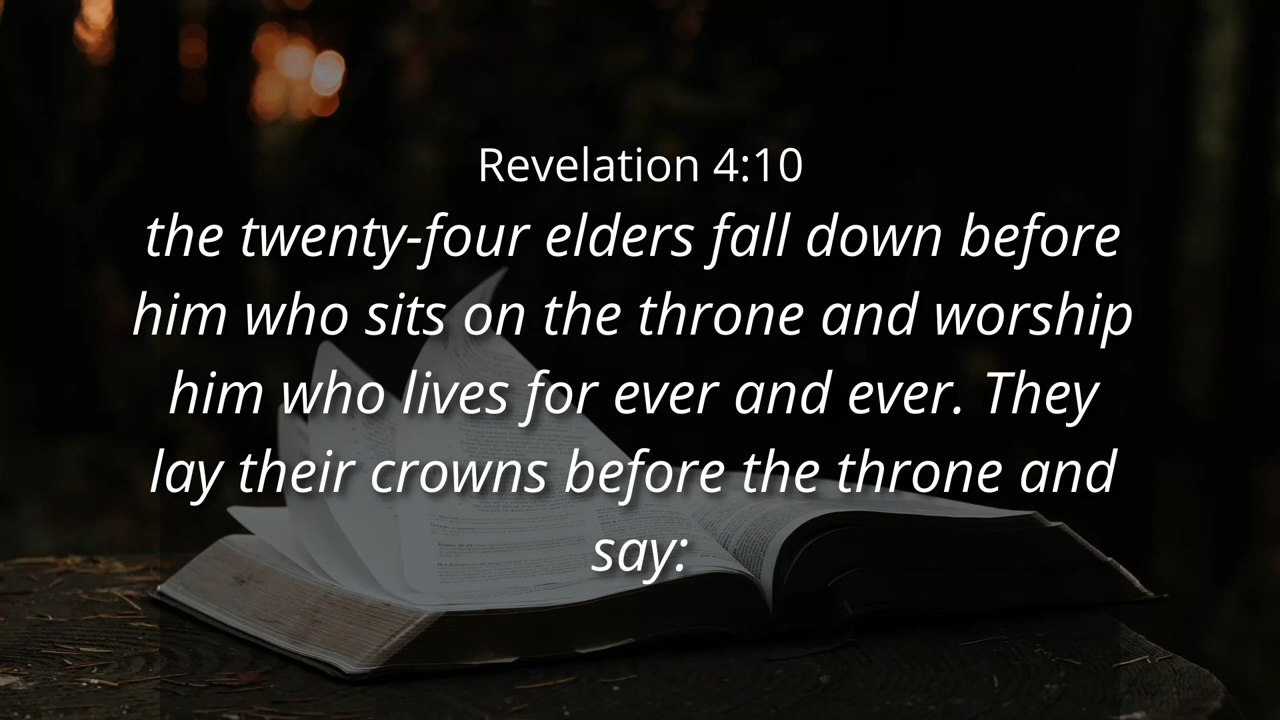 Revelation 4:10
the twenty-four elders fall down before
him who sits on the throne and worship
him who lives for ever and ever. They
lay their crowns before the throne and
say: